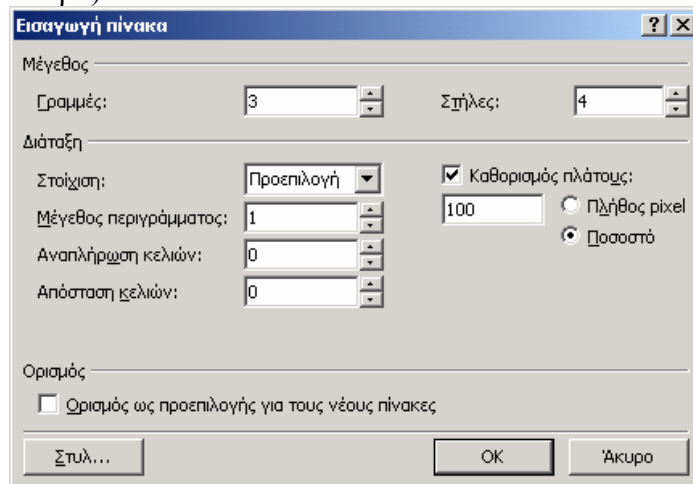 Εισαγωγή πίνακα
Μέγεθος
Γραμμές: 3 Στήλες: 4
Διάταξη
Στοίχιση: Προεπιλογή Καθορισμός πλάτους:
Μέγεθος περιγράμματος: 1 100 Πλήθος pixel
Αναπλήρωση κελιών: 0 Ποσοστό
Απόσταση κελιών: 0
Ορισμός
Ορισμός ως προεπιλογής για τους νέους πίνακες
Στυλ... OK Άκυρο